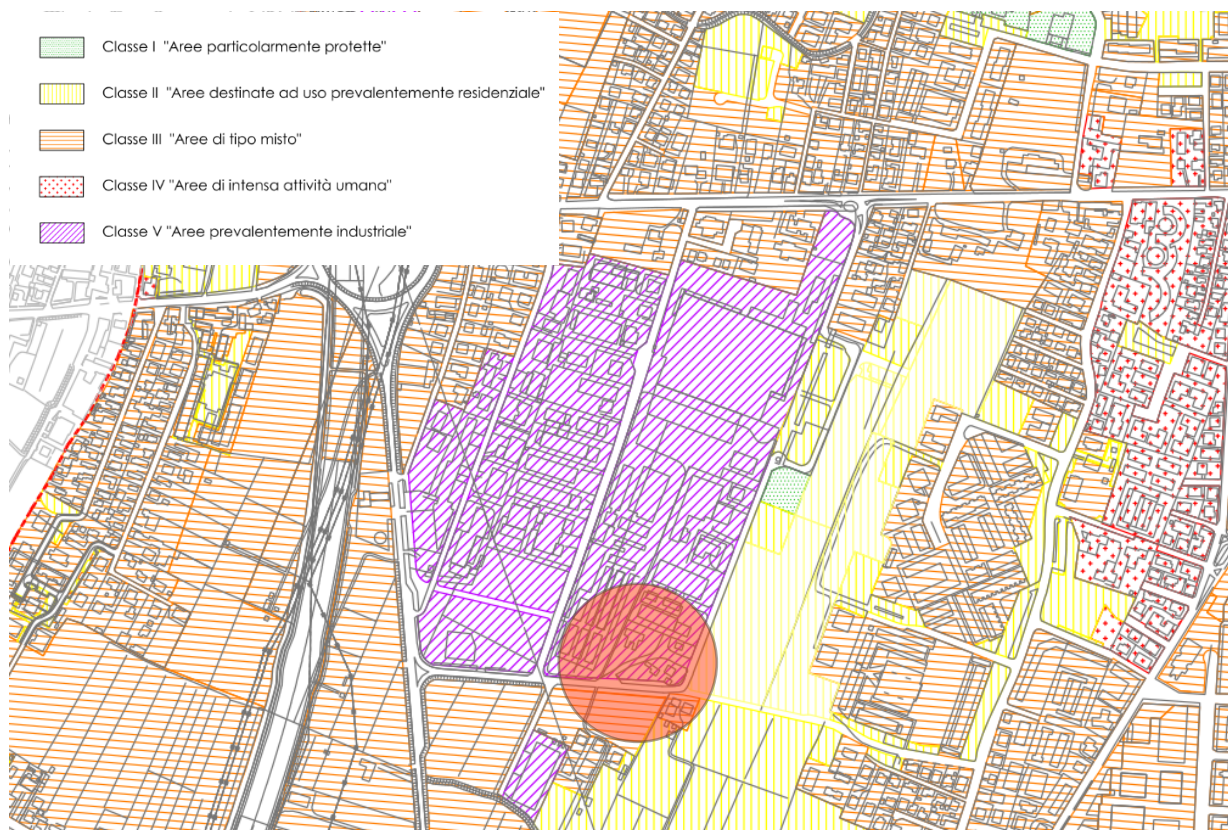 Classe I "Aree particolarmente protette"
Classe II "Aree destinate ad uso prevalentemente residenziale"
Classe III "Aree di tipo misto"
Classe IV "Aree di intensa attività umana"
Classe V "Aree prevalentemente industriale"